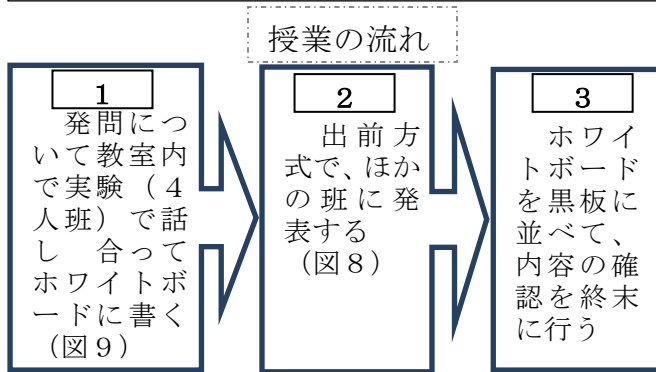 授業の流れ
1
発問につ
いて教室内
で実験（４
人班）で話
し　合って
ホワイトボ
ードに書く
（図９）
2
出前方
式で、ほか
の班に発
表する
（図８）
3
ホワイ
トボード
を黒板に
並べて、
内容の確
認を終末
に行う